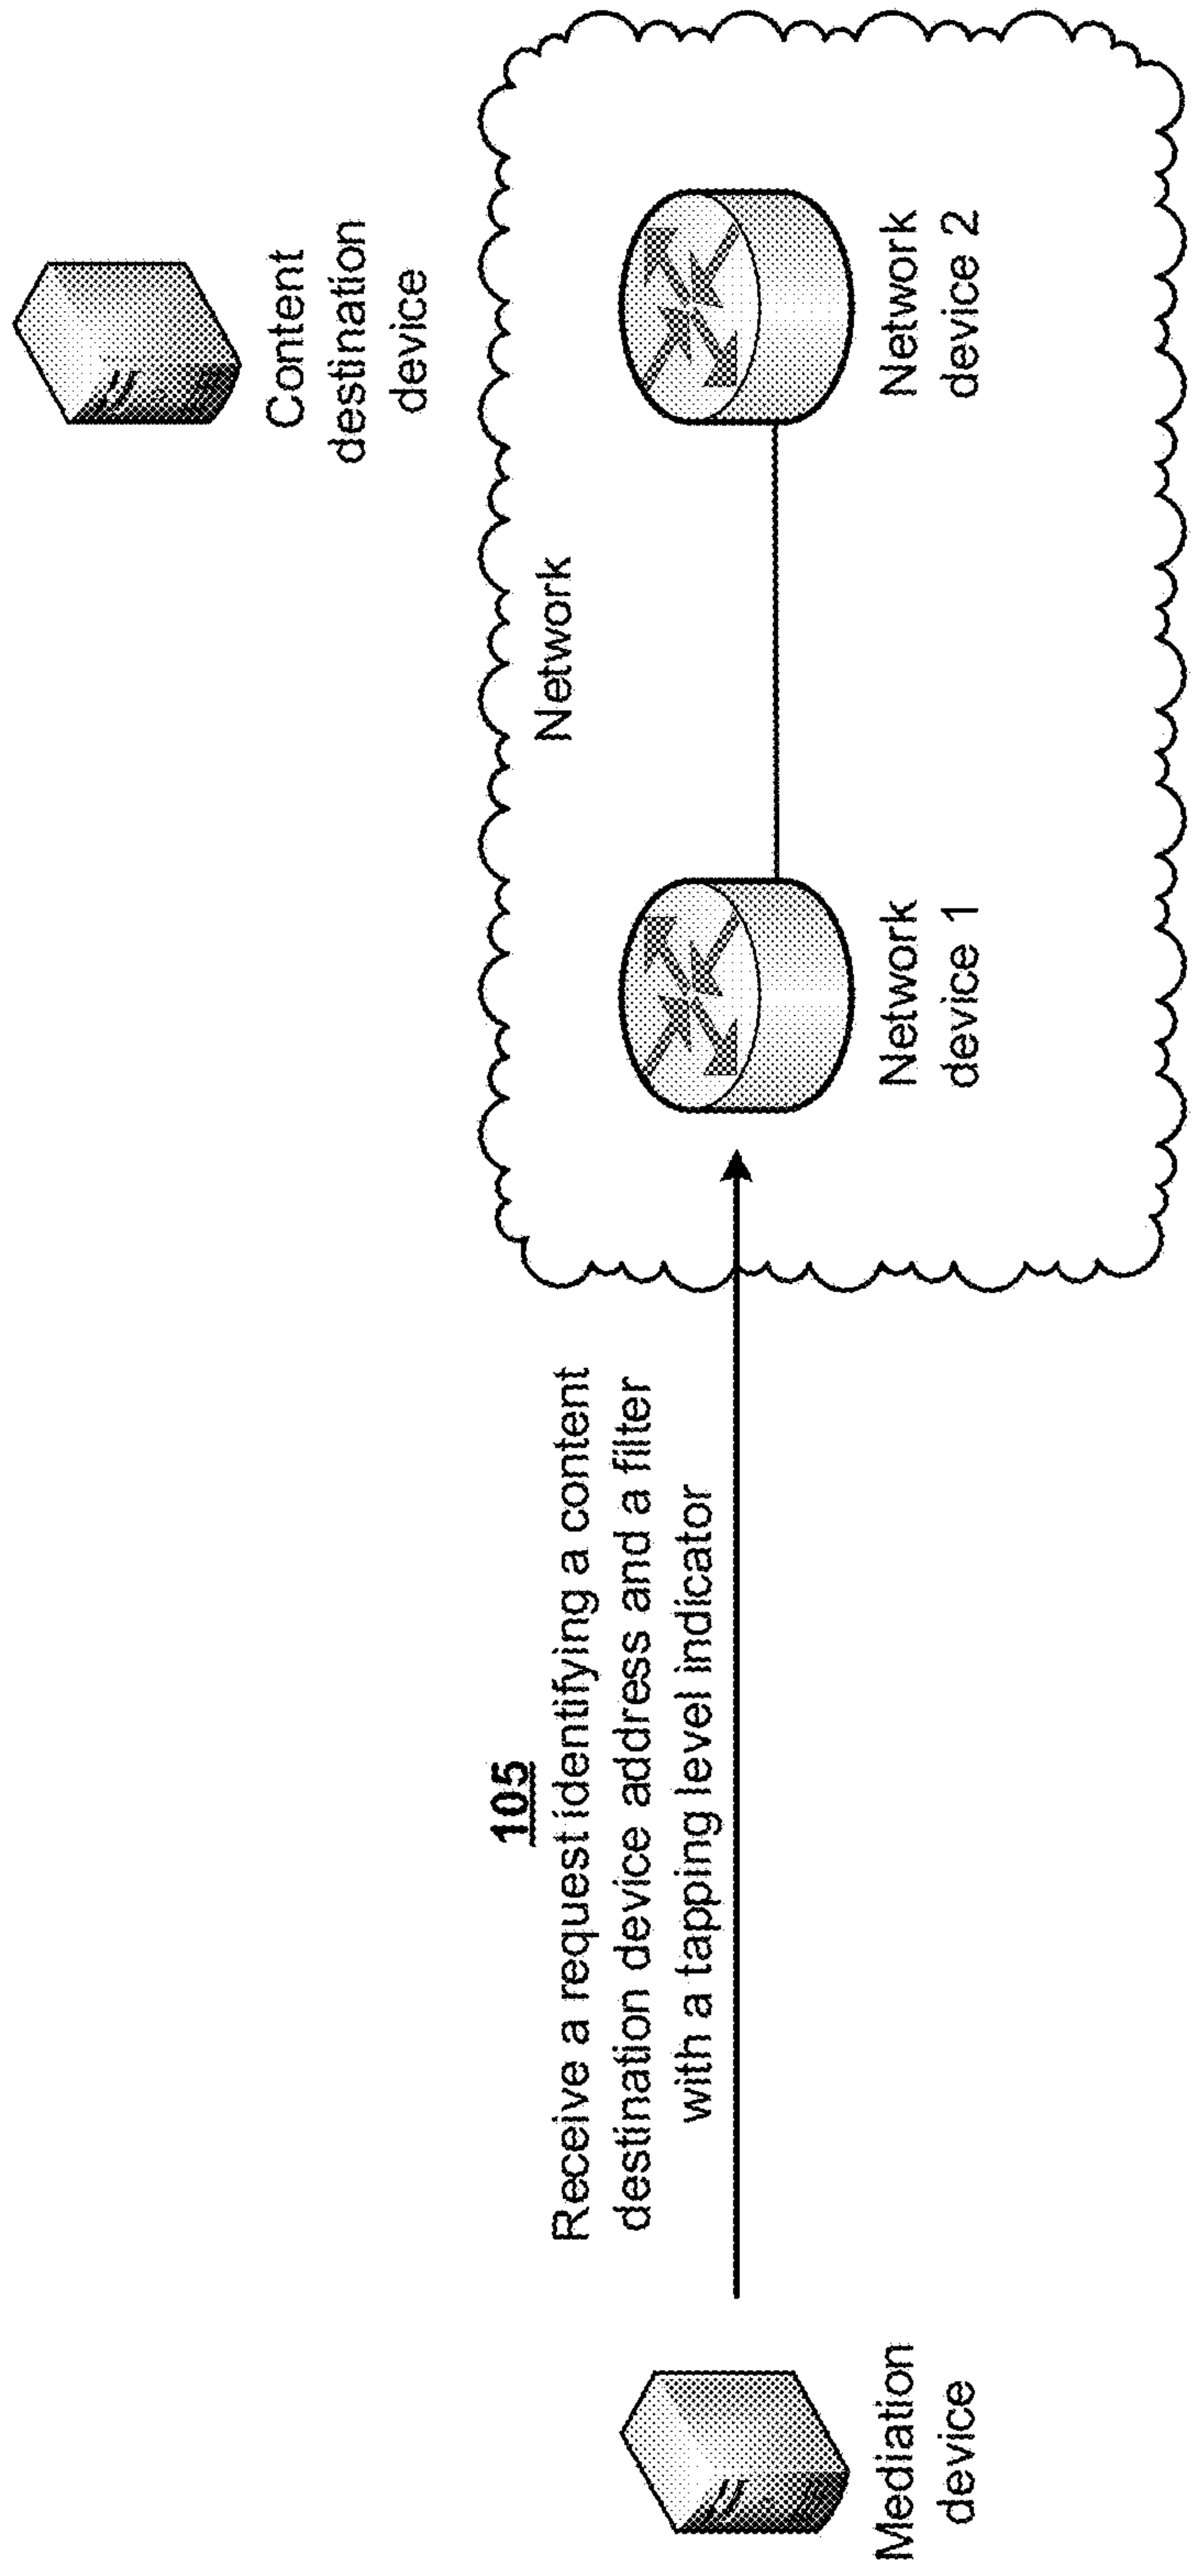 Content
destination
device
105
Receive a request identifying a content
destination device address and a filter
with a tapping level indicator
Network
Mediation
device
Network
device 1
Network
device 2